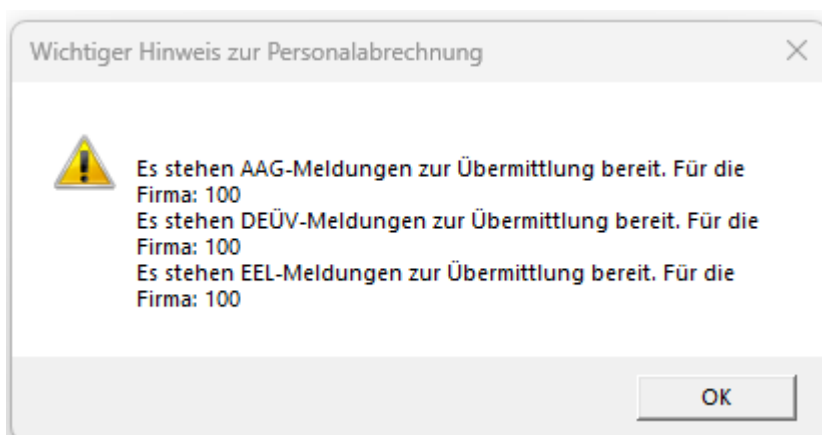 Wichtiger Hinweis zur Personalabrechnung
Es stehen AAG-Meldungen zur Übermittlung bereit. Für die
Firma: 100
Es stehen DEÜV-Meldungen zur Übermittlung bereit. Für die
Firma: 100
Es stehen EEL-Meldungen zur Übermittlung bereit. Für die
Firma: 100
OK